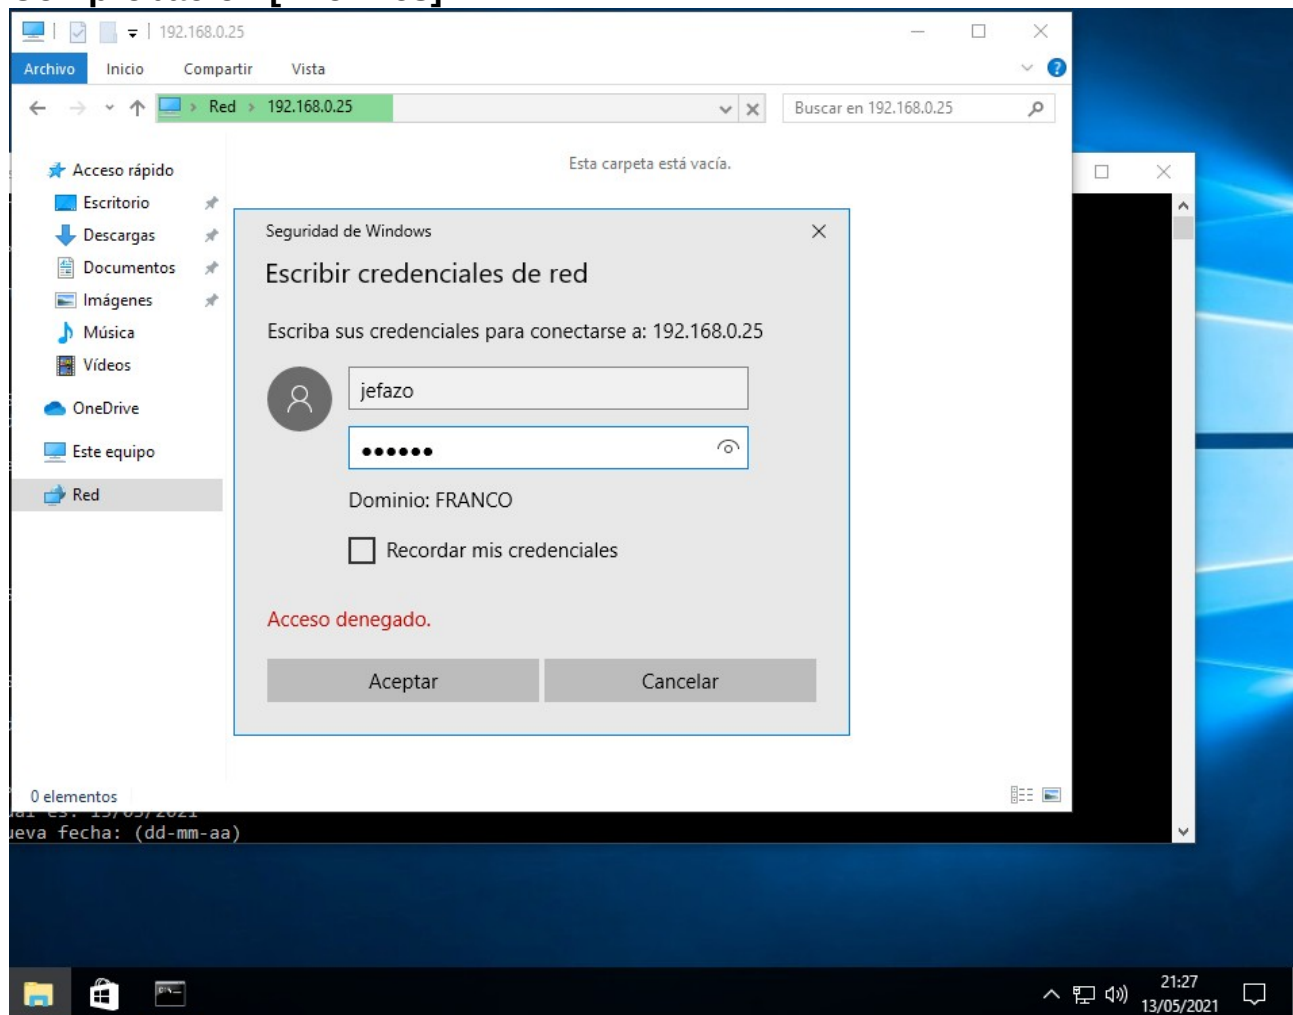 192.168.0.25
Archivo Inicio Compartir Vista
Red > 192.168.0.25
Buscar en 192.168.0.25
Esta carpeta está vacía.
Acceso rápido
Escritorio
Descargas
Documentos
Imágenes
Música
Vídeos
OneDrive
Este equipo
Red
Seguridad de Windows
Escribir credenciales de red
Escriba sus credenciales para conectarse a: 192.168.0.25
jefazo
●●●●●●
Dominio: FRANCO
Recordar mis credenciales
Acceso denegado.
Aceptar Cancelar
0 elementos
ueva fecha: (dd-mm-aa)
21:27
13/05/2021